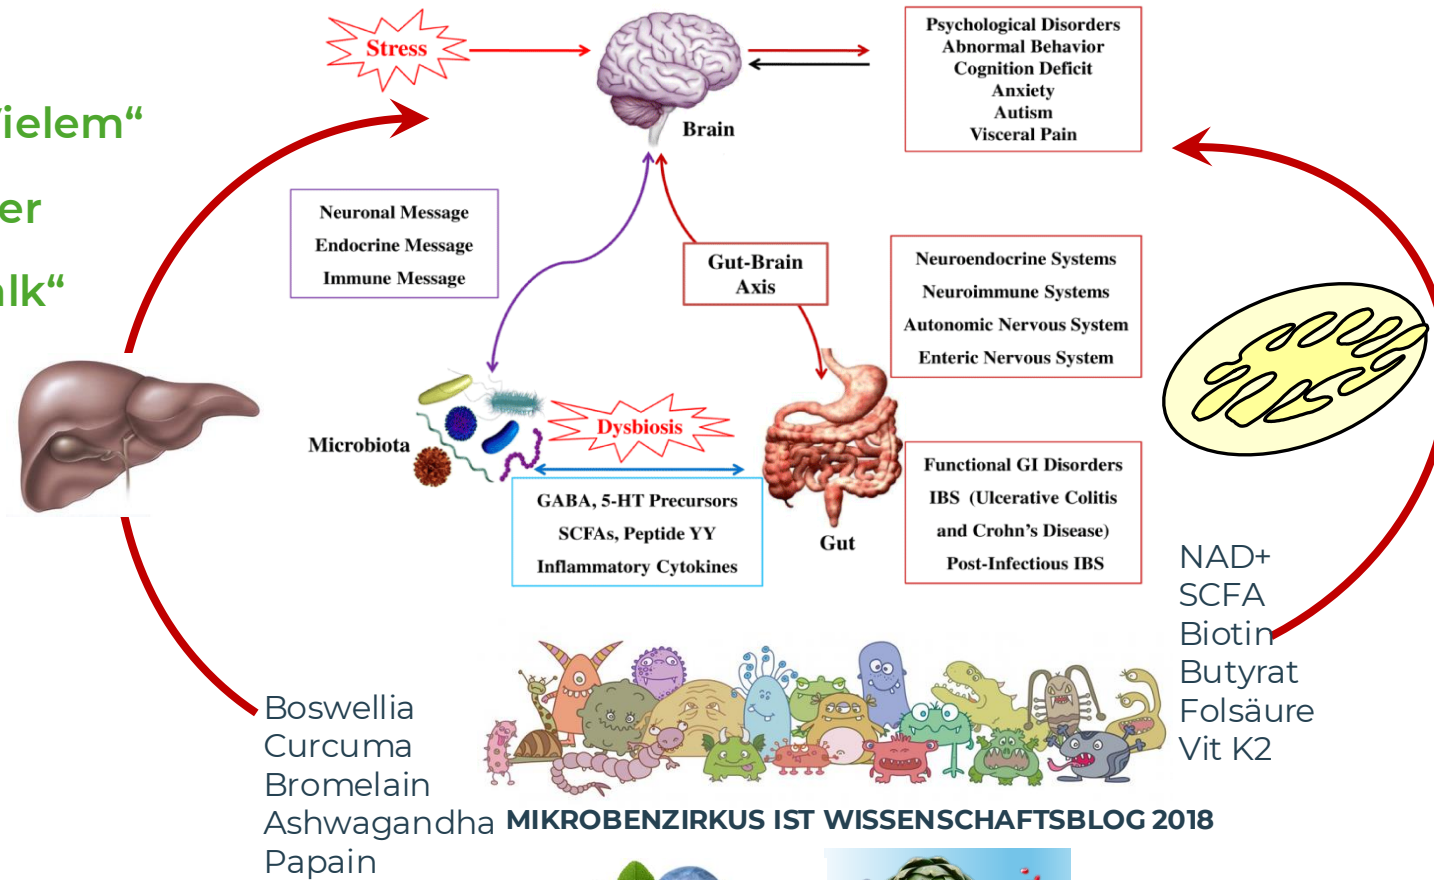 Stress
Brain
Psychological Disorders
Abnormal Behavior
Cognition Deficit
Anxiety
Autism
Visceral Pain
Vielem“
er
alk“
Neuronal Message
Endocrine Message
Immune Message
Gut-Brain
Axis
Neuroendocrine Systems
Neuroimmune Systems
Autonomic Nervous System
Enteric Nervous System
Microbiota
Dysbiosis
GABA, 5-HT Precursors
SCFAs, Peptide YY
Inflammatory Cytokines
Gut
Functional GI Disorders
IBS (Ulcerative Colitis
and Crohn’s Disease)
Post-Infectious IBS
NAD+
SCFA
Biotin
Butyrat
Folsäure
Vit K2
Boswellia
Curcuma
Bromelain
Ashwagandha
Papain
MIKROBENZIRKUS IST WISSENSCHAFTSBLOG 2018